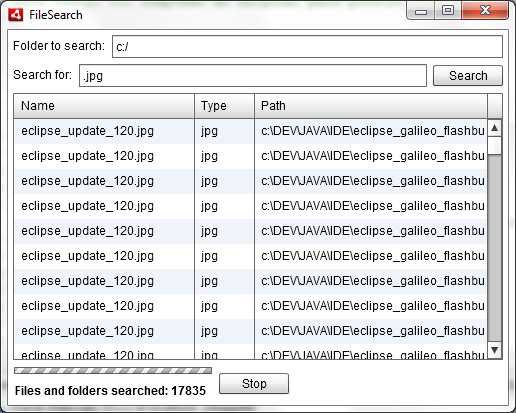 FileSearch
Folder to search: c:/
Search for: .jpg Search
Name Type Path
eclipse_update_120.jpg jpg c:\DEV\JAVA\IDE\eclipse_galileo_flashbu
eclipse_update_120.jpg jpg c:\DEV\JAVA\IDE\eclipse_galileo_flashbu
eclipse_update_120.jpg jpg c:\DEV\JAVA\IDE\eclipse_galileo_flashbu
eclipse_update_120.jpg jpg c:\DEV\JAVA\IDE\eclipse_galileo_flashbu
eclipse_update_120.jpg jpg c:\DEV\JAVA\IDE\eclipse_galileo_flashbu
eclipse_update_120.jpg jpg c:\DEV\JAVA\IDE\eclipse_galileo_flashbu
eclipse_update_120.jpg jpg c:\DEV\JAVA\IDE\eclipse_galileo_flashbu
eclipse_update_120.jpg jpg c:\DEV\JAVA\IDE\eclipse_galileo_flashbu
eclipse_update_120.jpg jpg c:\DEV\JAVA\IDE\eclipse_galileo_flashbu
eclipse_update_120.jpg jpg c:\DEV\JAVA\IDE\eclipse_galileo_flashbu
Files and folders searched: 17835 Stop